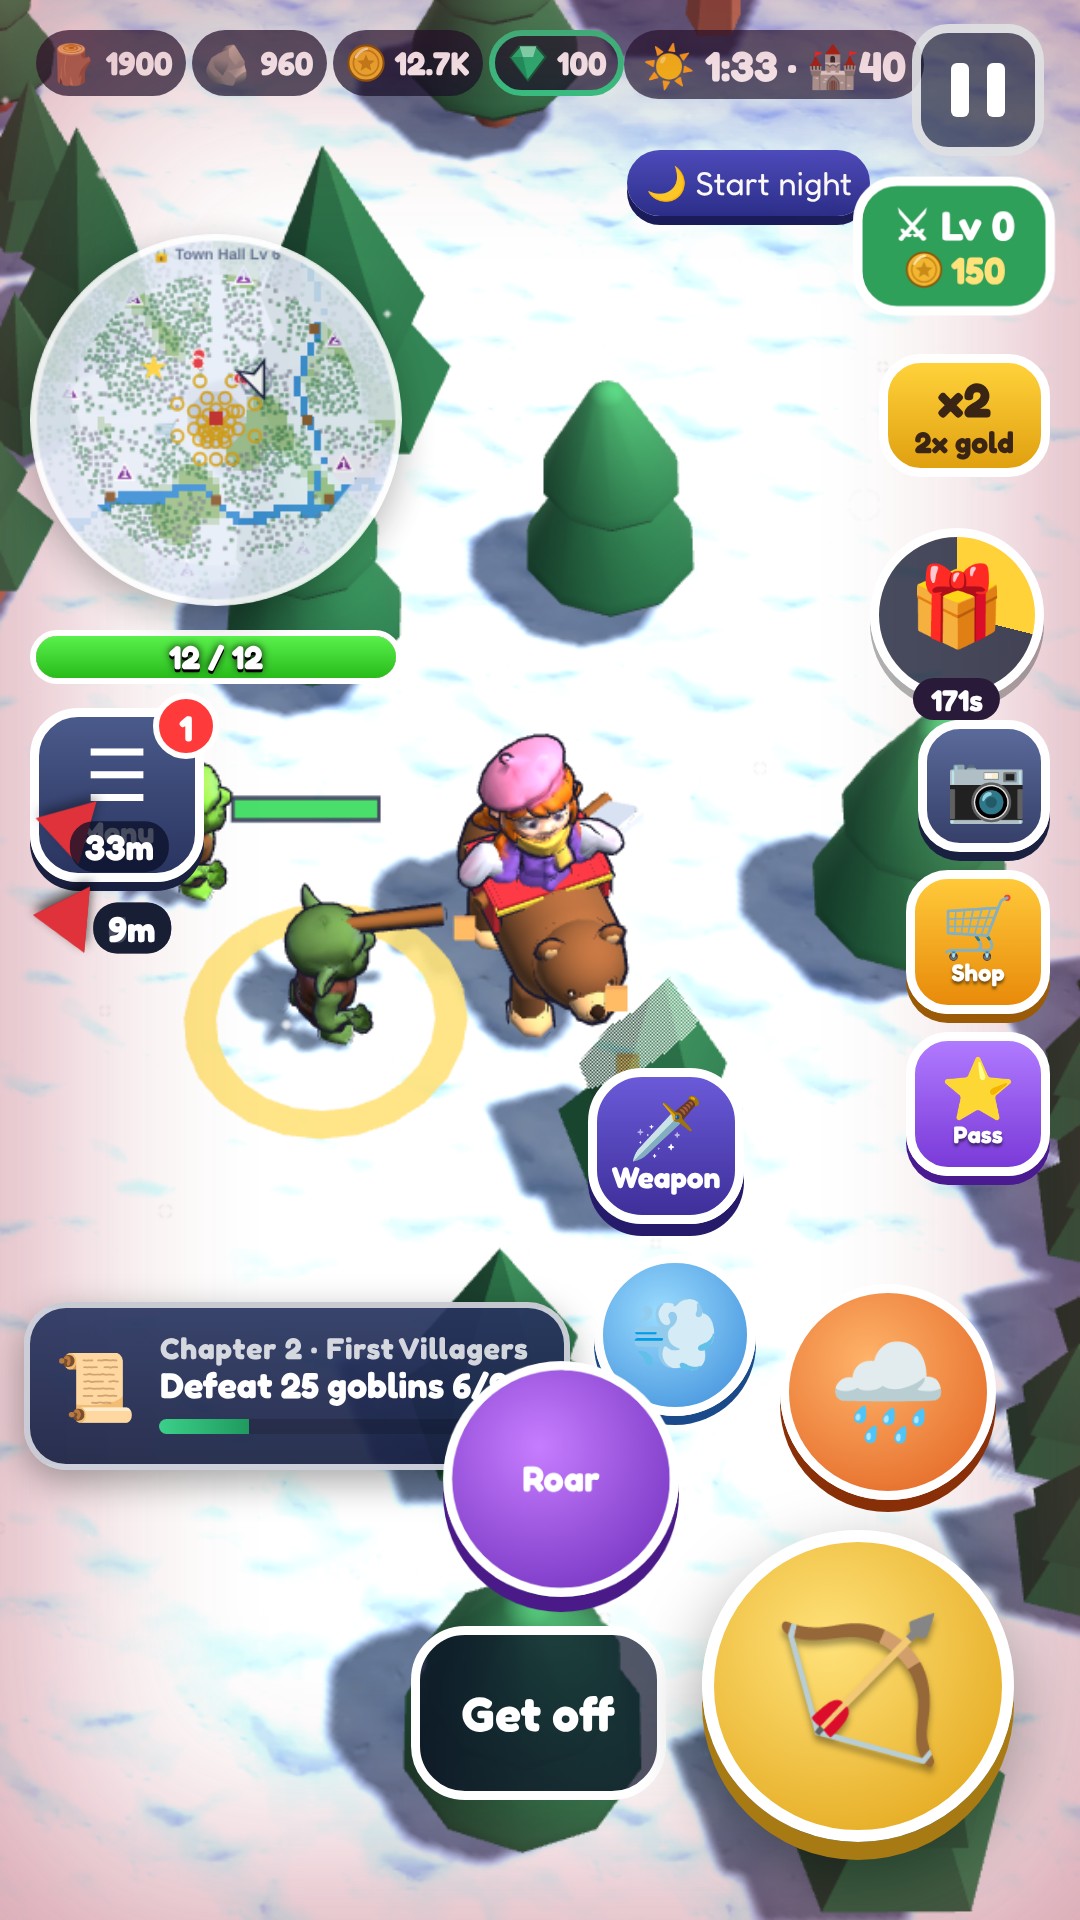 1900
960
12.7K
100
1:33 · 40
Start night
Lv 0
150
Town Hall Lv 6
x2
2x gold
171s
12 / 12
1
33m
9m
Shop
Pass
Weapon
Chapter 2 · First Villagers
Defeat 25 goblins 6/
Roar
Get off